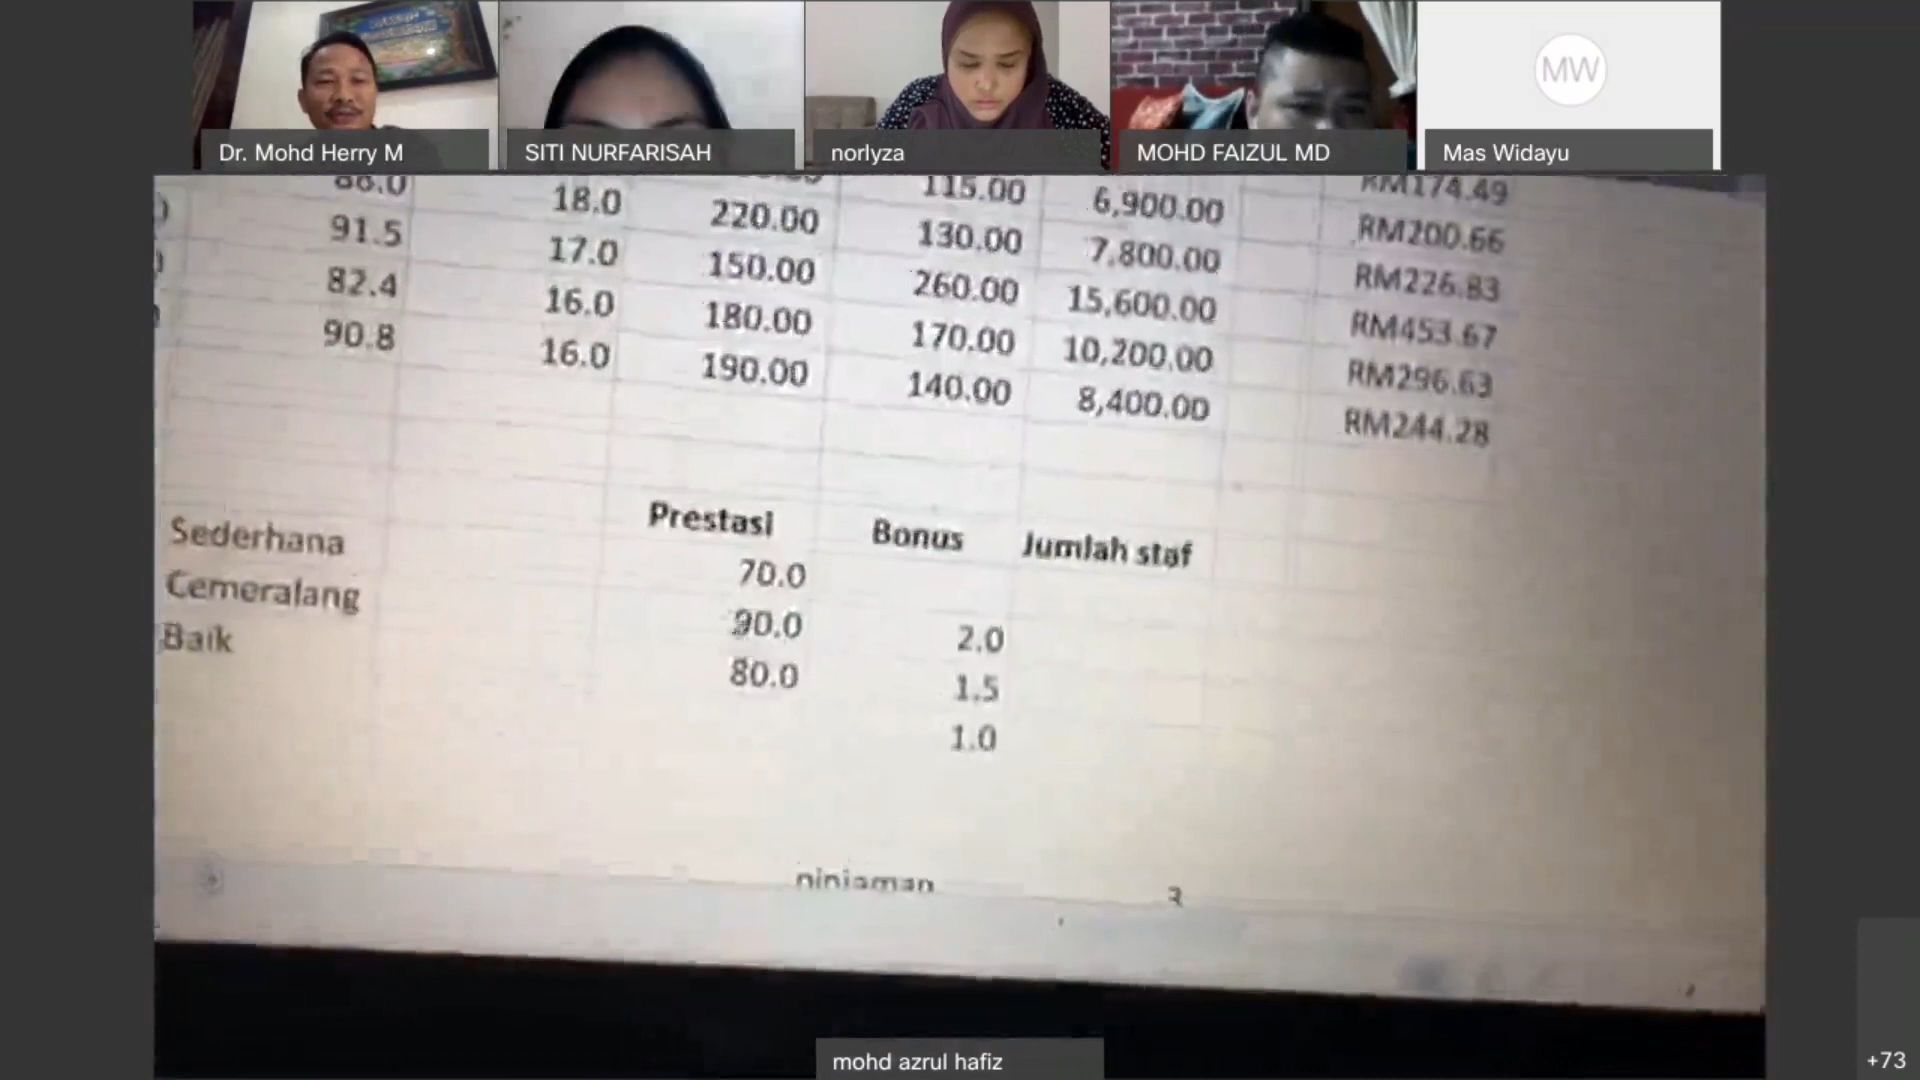 MW
Dr. Mohd Herry M
SITI NURFARISAH
norlyza
MOHD FAIZUL MD
Mas Widayu
115.00 RM174.49
18.0 220.00 6,900.00 RM200.66
91.5 17.0 150.00 130.00 7,800.00 RM226.83
82.4 16.0 180.00 260.00 15,600.00 RM453.67
90.8 16.0 190.00 170.00 10,200.00 RM296.63
140.00 8,400.00 RM244.28
Prestasi Bonus Jumlah staf
Sederhana 70.0
Cemeralang 90.0 2.0
Baik 80.0 1.5
1.0
pinjaman
mohd azrul hafiz
+73